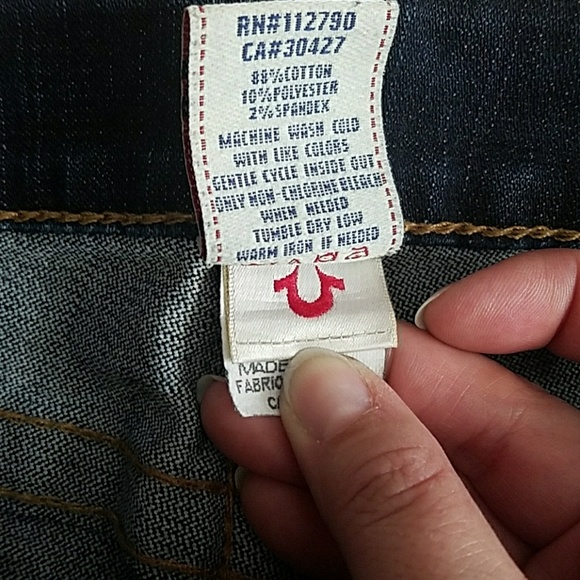 RN#112790
CA#30427
88%COTTON
10%POLYESTER
2%SPANDEX
MACHINE WASH COLD
WITH LIKE COLORS
GENTLE CYCLE INSIDE OUT
ONLY NON-CHLORINE BLEACH
WHEN NEEDED
TUMBLE DRY LOW
WARM IRON IF NEEDED
MADE